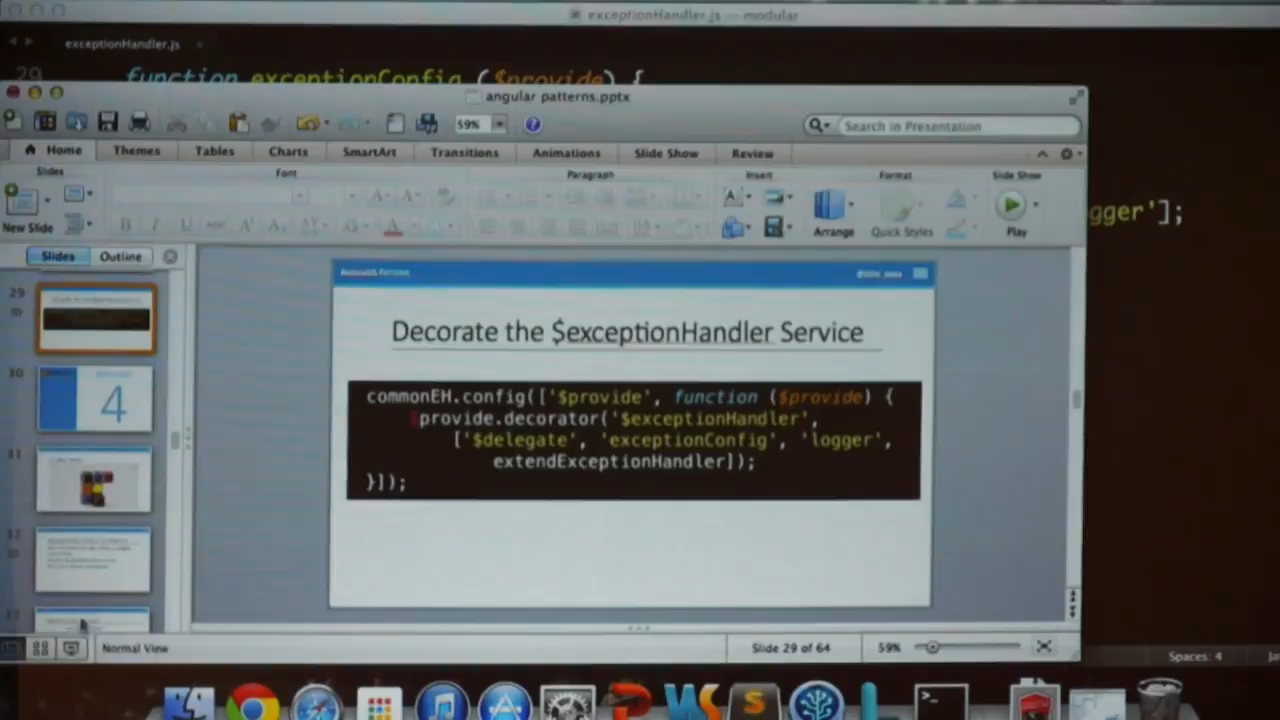 exceptionHandler.js — modular
exceptionHandler.js
29 function exceptionConfig ($provide) {
angular patterns.pptx
59%
Search in Presentation
Home Themes Tables Charts SmartArt Transitions Animations Slide Show Review
Slides Font Paragraph Insert Format Slide Show
New Slide Arrange Quick Styles Play
gger'];
Slides Outline
29
30
4
Decorate the $exceptionHandler Service
commonEH.config(['$provide', function ($provide) {
$provide.decorator('$exceptionHandler',
['$delegate', 'exceptionConfig', 'logger',
extendExceptionHandler]);
}]);
Normal View Slide 29 of 64 59%
Spaces: 4